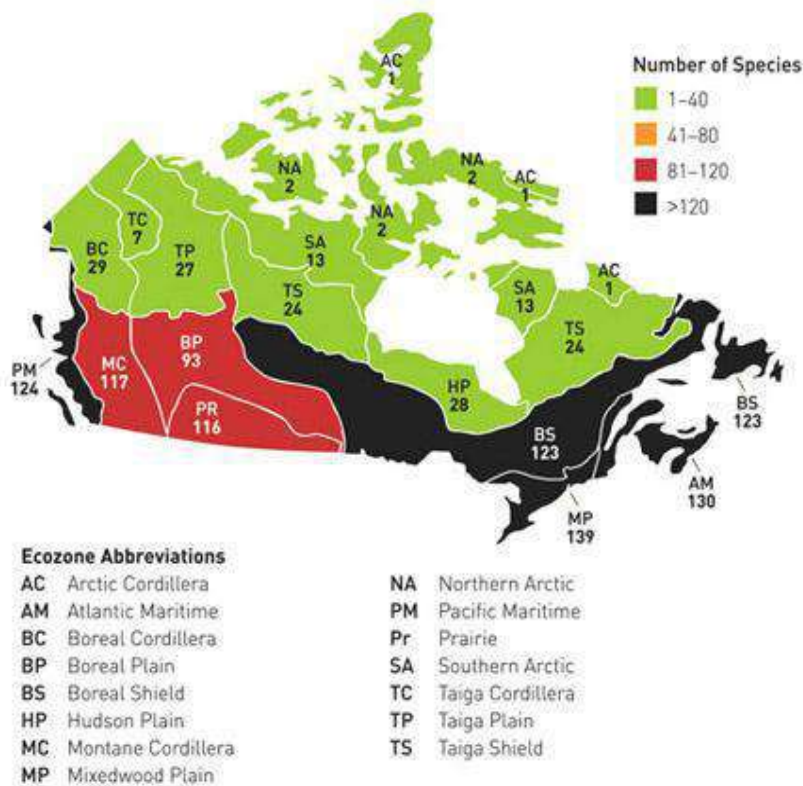 AC
1
Number of Species
1–40
41–80
81–120
>120
NA
2
NA
2
AC
1
TC
7
NA
2
BC
29
TP
27
SA
13
TS
24
SA
13
AC
1
TS
24
PM
124
MC
117
BP
93
PR
116
HP
28
BS
123
BS
123
AM
130
MP
139
Ecozone Abbreviations
AC Arctic Cordillera
AM Atlantic Maritime
BC Boreal Cordillera
BP Boreal Plain
BS Boreal Shield
HP Hudson Plain
MC Montane Cordillera
MP Mixedwood Plain
NA Northern Arctic
PM Pacific Maritime
Pr Prairie
SA Southern Arctic
TC Taiga Cordillera
TP Taiga Plain
TS Taiga Shield